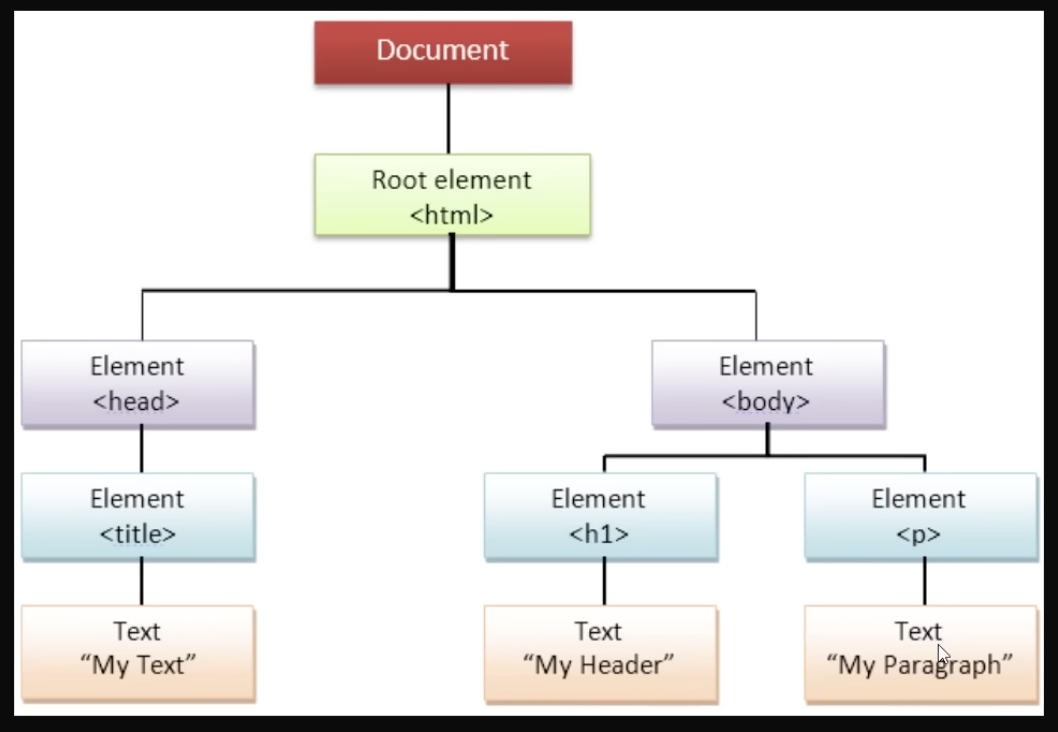 Document
Root element
<html>
Element
<head>
Element
<body>
Element
<title>
Element
<h1>
Element
<p>
Text
“My Text”
Text
“My Header”
Text
“My Paragraph”